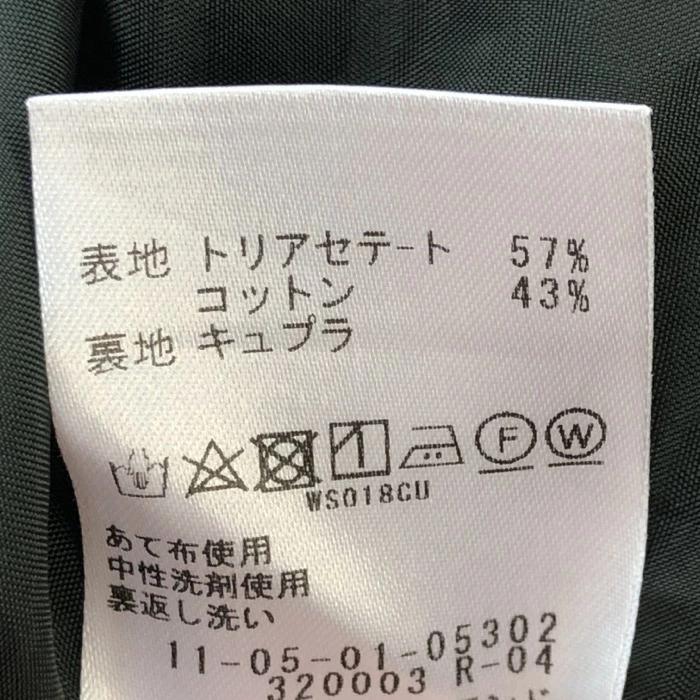 表地 トリアセテート 57%
コットン 43%
裏地 キュプラ
F W
WS018CU
あて布使用
中性洗剤使用
裏返し洗い
11-05-01-05302
320003 R-04